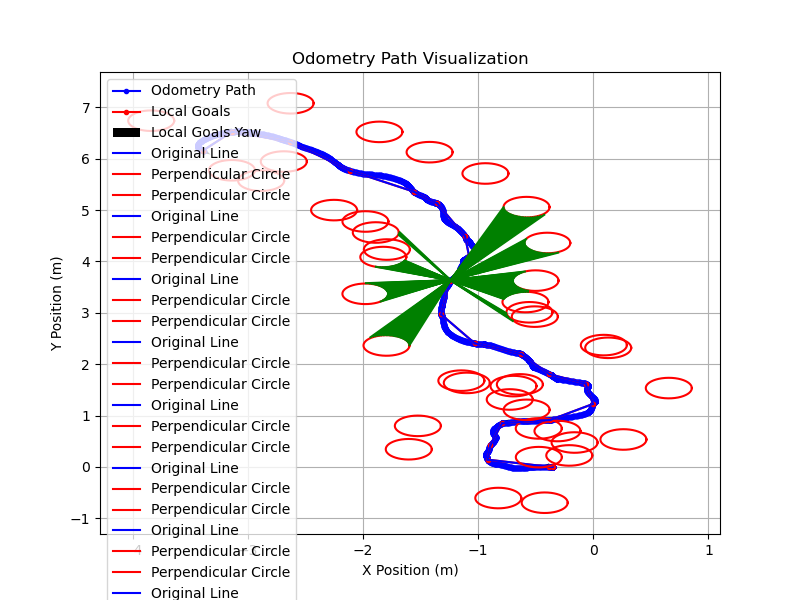 Odometry Path Visualization
Y Position (m)
7
6
5
4
3
2
1
0
−1
Odometry Path
Local Goals
Local Goals Yaw
Original Line
Perpendicular Circle
Perpendicular Circle
Original Line
Perpendicular Circle
Perpendicular Circle
Original Line
Perpendicular Circle
Perpendicular Circle
Original Line
Perpendicular Circle
Perpendicular Circle
Original Line
Perpendicular Circle
Perpendicular Circle
Original Line
Perpendicular Circle
Perpendicular Circle
Original Line
Perpendicular Circle
Perpendicular Circle
Original Line
−2
−1
0
1
X Position (m)